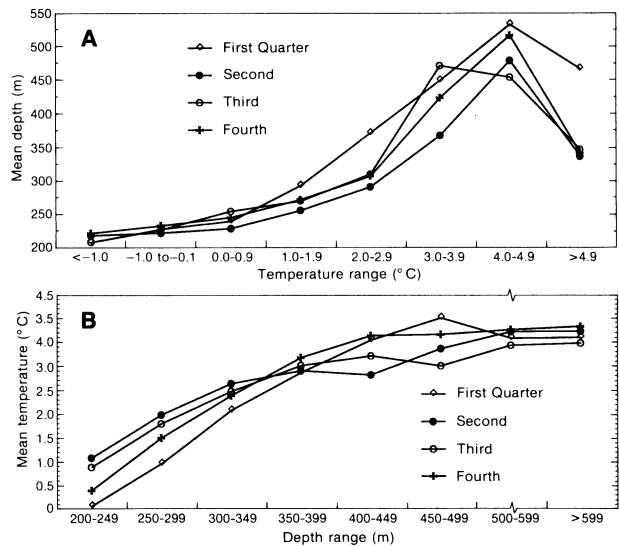 550
500
450
400
350
300
250
200
Mean depth (m)
A
First Quarter
Second
Third
Fourth
<−1.0 −1.0 to−0.1 0.0-0.9 1.0-1.9 2.0-2.9 3.0-3.9 4.0-4.9 >4.9
Temperature range (°C)
4.5
3.5
3.5
3.0
2.5
2.0
1.5
1.0
0.5
0
Mean temperature (°C)
B
First Quarter
Second
Third
Fourth
200-249 250-299 300-349 350-399 400-449 450-499 500-599 >599
Depth range (m)